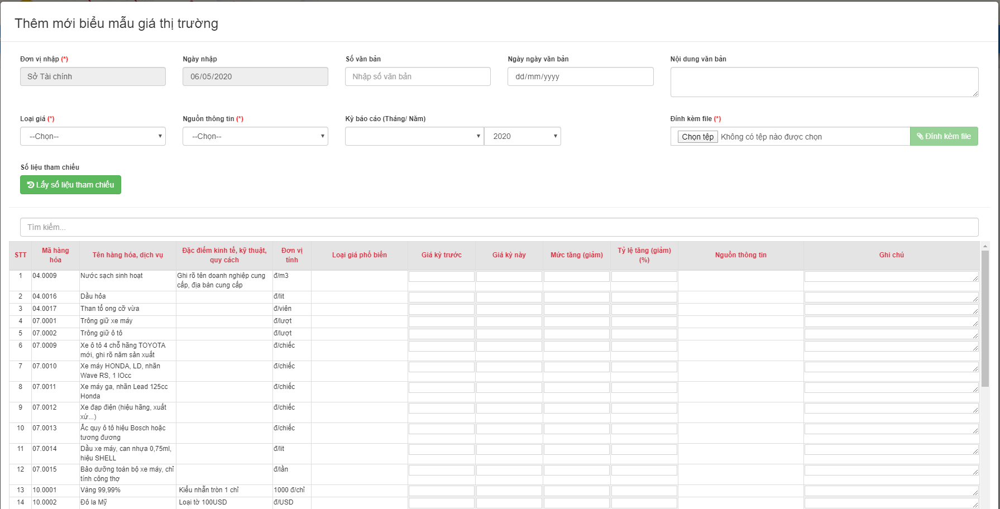 Thêm mới biểu mẫu giá thị trường
Đơn vị nhập (*)
Ngày nhập
Số văn bản
Ngày ngày văn bản
Nội dung văn bản
Sở Tài chính
06/05/2020
Nhập số văn bản
dd/mm/yyyy
Loại giá (*)
Nguồn thông tin (*)
Kỳ báo cáo (Tháng/ Năm)
Đính kèm file (*)
--Chọn--
--Chọn--
2020
Chọn tệp Không có tệp nào được chọn
Đính kèm file
Số liệu tham chiếu
Lấy số liệu tham chiếu
Tìm kiếm...
STT
Mã hàng
hóa
Tên hàng hóa, dịch vụ
Đặc điểm kinh tế, kỹ thuật,
quy cách
Đơn vị
tính
Loại giá phổ biến
Giá kỳ trước
Giá kỳ này
Mức tăng (giảm)
Tỷ lệ tăng (giảm)
(%)
Nguồn thông tin
Ghi chú
1 04.0009 Nước sạch sinh hoạt Ghi rõ tên doanh nghiệp cung đ/m3
cấp, địa bàn cung cấp
2 04.0016 Dầu hỏa đ/lit
3 04.0017 Than tổ ong cỡ vừa đ/viên
4 07.0001 Trông giữ xe máy đ/lượt
5 07.0002 Trông giữ ô tô đ/lượt
6 07.0009 Xe ô tô 4 chỗ hãng TOYOTA đ/chiếc
mới, ghi rõ năm sản xuất
7 07.0010 Xe máy HONDA, LD, nhãn đ/chiếc
Wave RS, 1 lOcc
8 07.0011 Xe máy ga, nhãn Lead 125cc đ/chiếc
Honda
9 07.0012 Xe đạp điện (hiệu hãng, xuất đ/chiếc
xứ...)
10 07.0013 Ắc quy ô tô hiệu Bosch hoặc đ/chiếc
tương đương
11 07.0014 Dầu xe máy, can nhựa 0,75ml, đ/lit
hiệu SHELL
12 07.0015 Bảo dưỡng toàn bộ xe máy, chỉ đ/lần
tính công thợ
13 10.0001 Vàng 99,99% Kiểu nhẫn tròn 1 chỉ 1000 đ/chỉ
14 10.0002 Đô la Mỹ Loại tờ 100USD đ/USD